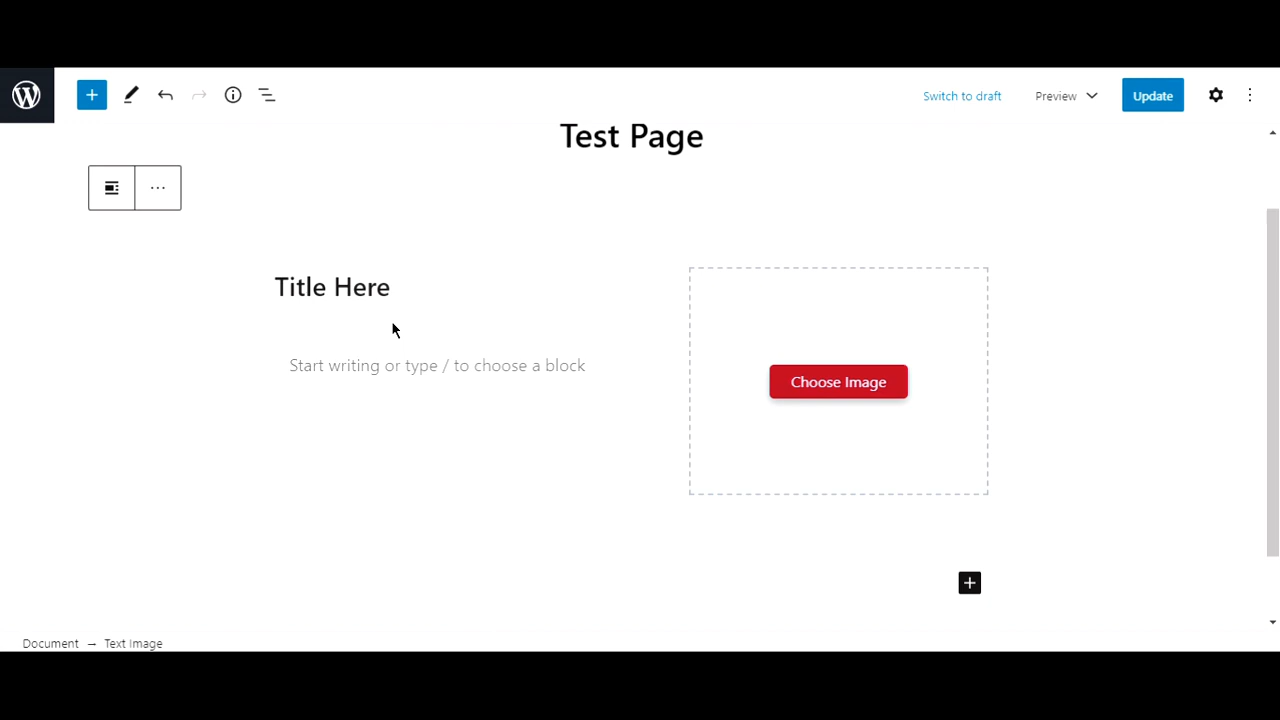 Switch to draft
Preview
Update
Test Page
Title Here
Start writing or type / to choose a block
Choose Image
Document → Text Image